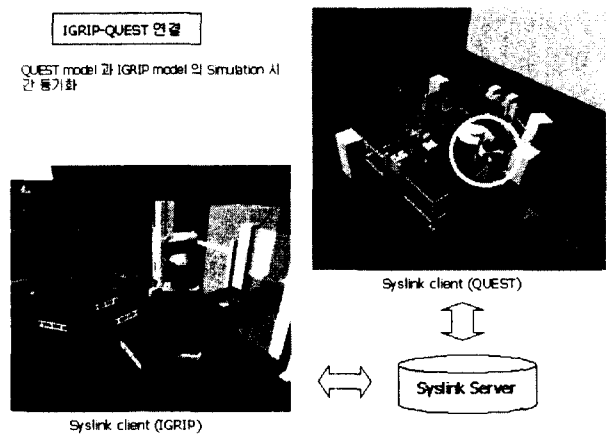 IGRIP-QUEST 연결
QUEST model 과 IGRIP model 의 Simulation 시
간 동기화
Syslink client (QUEST)
Syslink Server
Syslink client (IGRIP)